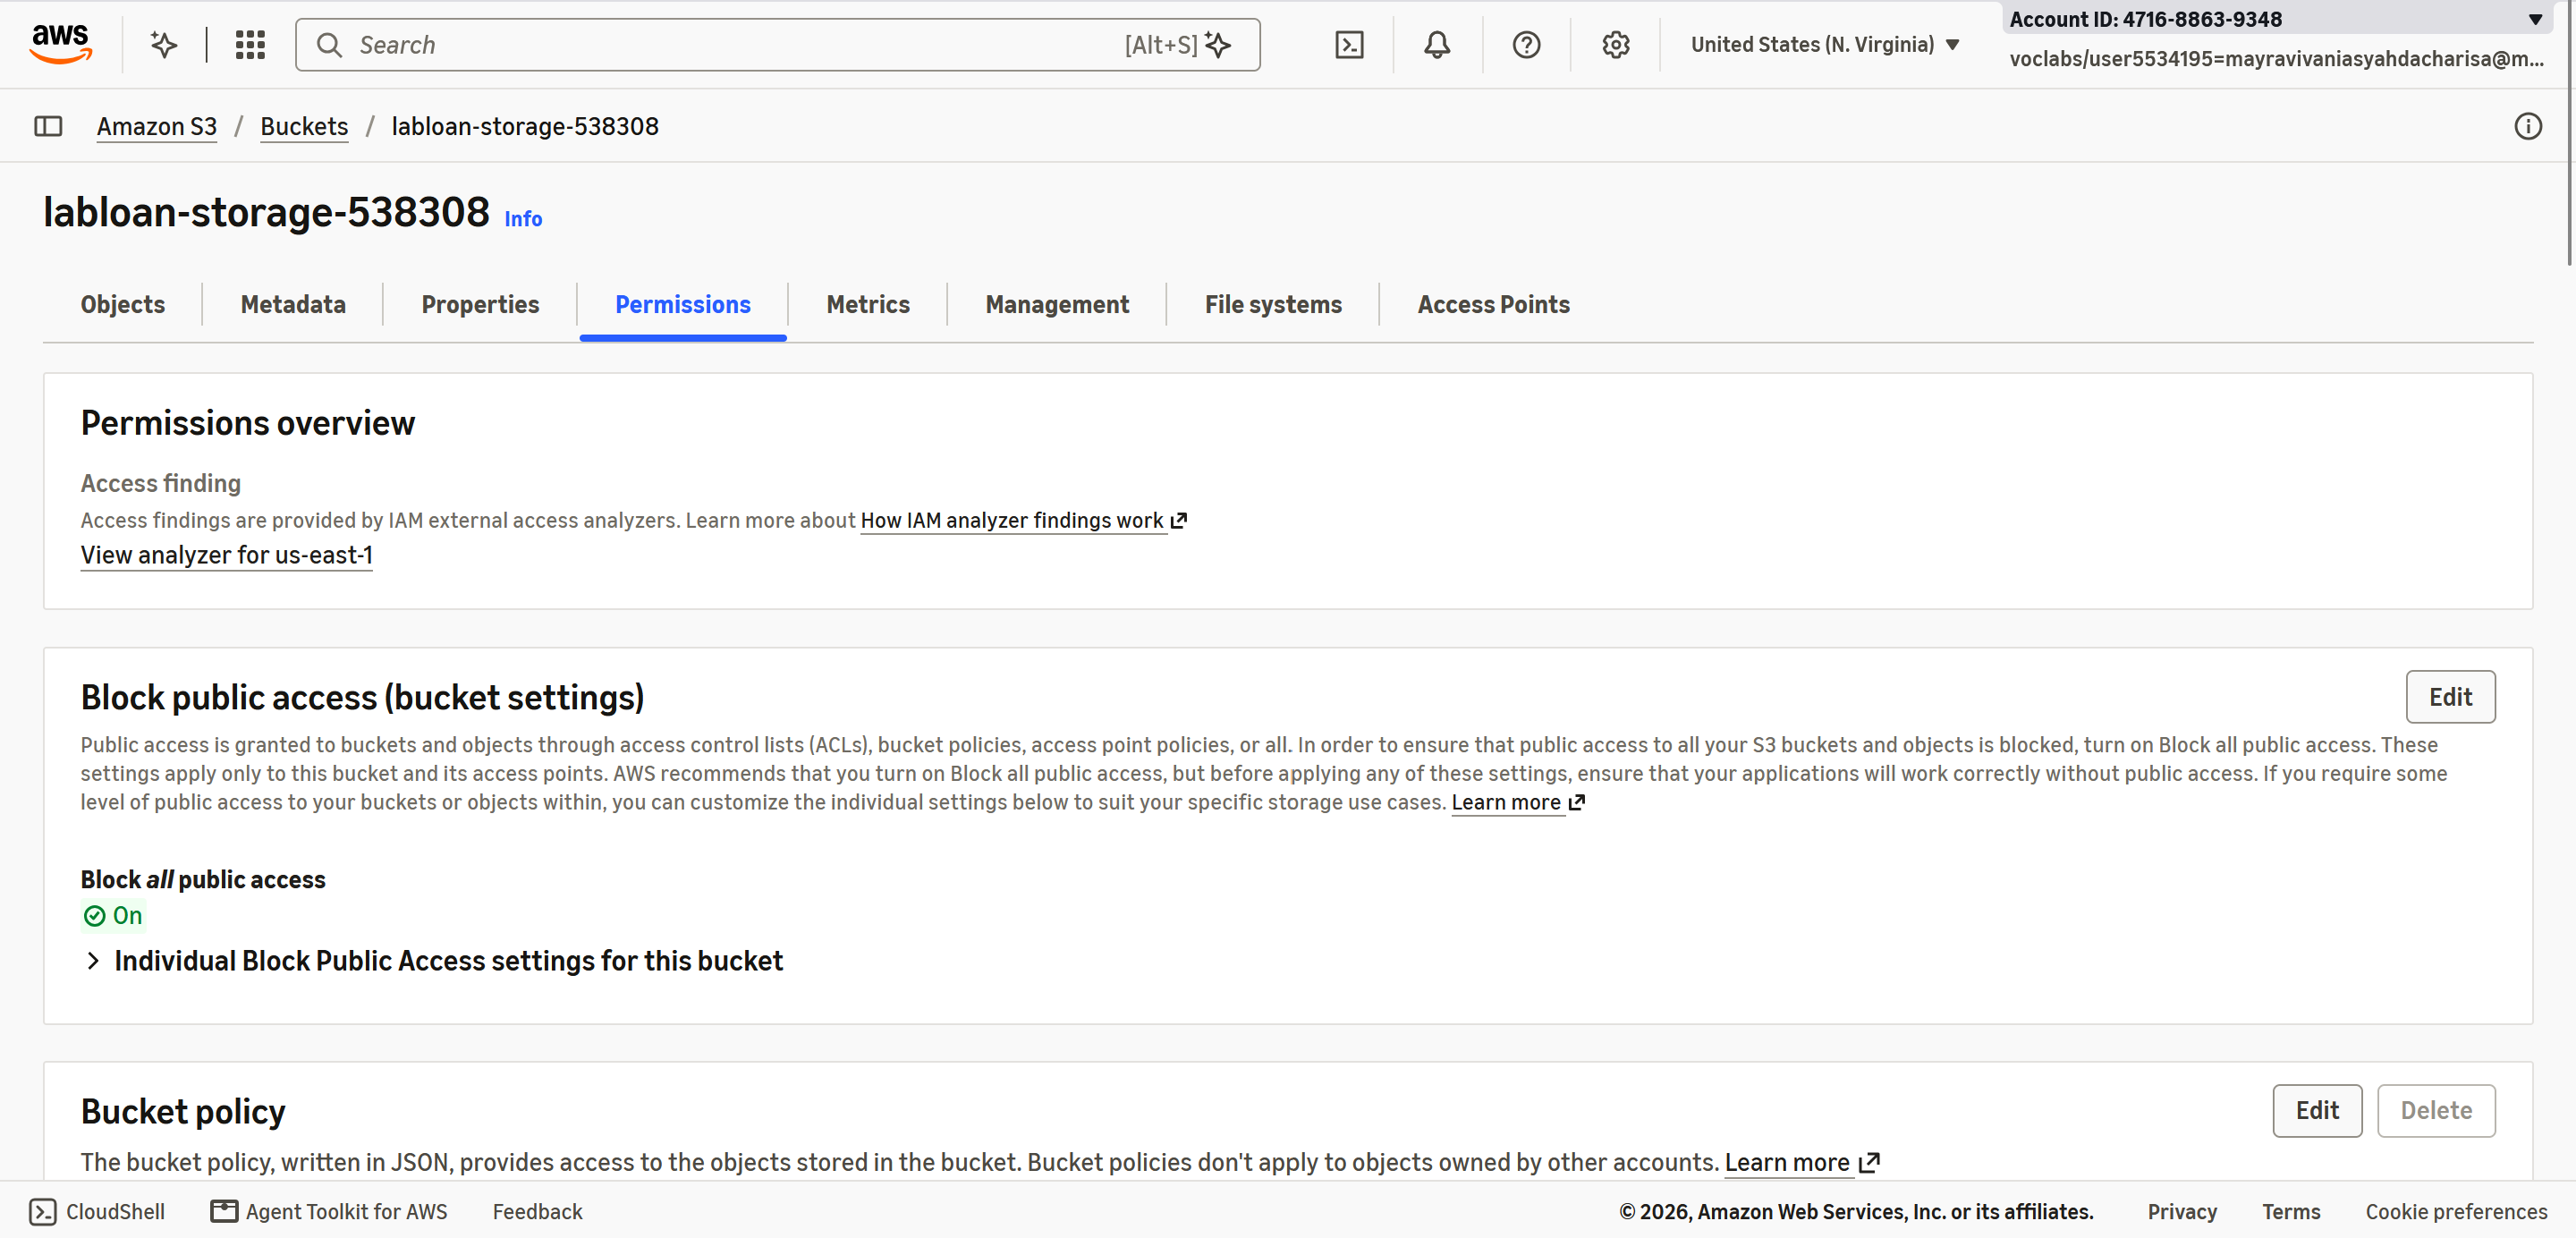 aws
Search
[Alt+S]
United States (N. Virginia)
Account ID: 4716-8863-9348
voclabs/user5534195=mayravivaniasyahdacharisa@m...
Amazon S3 / Buckets / labloan-storage-538308
labloan-storage-538308 Info
Objects
Metadata
Properties
Permissions
Metrics
Management
File systems
Access Points
Permissions overview
Access finding
Access findings are provided by IAM external access analyzers. Learn more about How IAM analyzer findings work
View analyzer for us-east-1
Block public access (bucket settings)
Edit
Public access is granted to buckets and objects through access control lists (ACLs), bucket policies, access point policies, or all. In order to ensure that public access to all your S3 buckets and objects is blocked, turn on Block all public access. These
settings apply only to this bucket and its access points. AWS recommends that you turn on Block all public access, but before applying any of these settings, ensure that your applications will work correctly without public access. If you require some
level of public access to your buckets or objects within, you can customize the individual settings below to suit your specific storage use cases. Learn more
Block all public access
On
Individual Block Public Access settings for this bucket
Bucket policy
Edit
Delete
The bucket policy, written in JSON, provides access to the objects stored in the bucket. Bucket policies don't apply to objects owned by other accounts. Learn more
CloudShell
Agent Toolkit for AWS
Feedback
© 2026, Amazon Web Services, Inc. or its affiliates.
Privacy
Terms
Cookie preferences